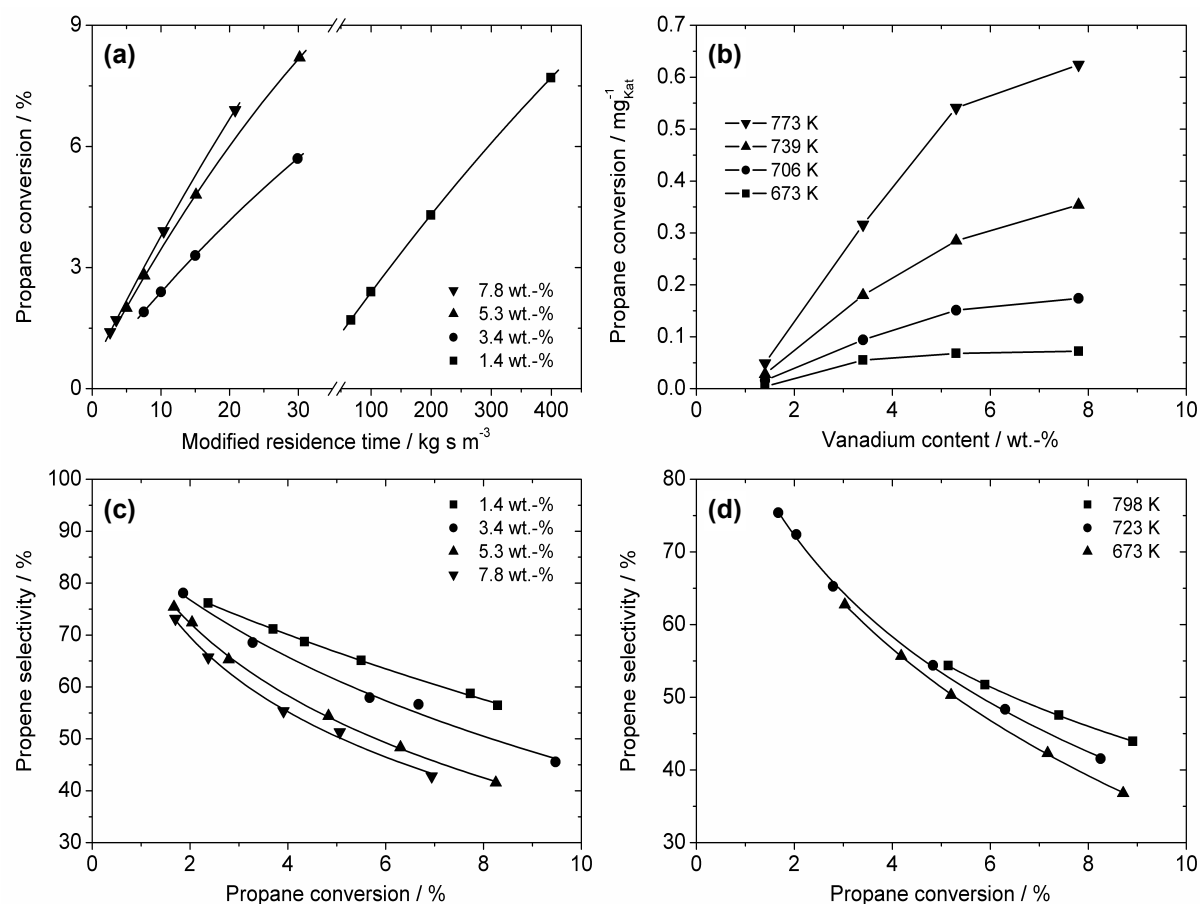 (a)
Propane conversion / %
9
6
3
0
7.8 wt.-%
5.3 wt.-%
3.4 wt.-%
1.4 wt.-%
0 10 20 30 100 200 300 400
Modified residence time / kg s m⁻³
(b)
Propane conversion / mg⁻¹Kat
0.7
0.6
0.5
0.4
0.3
0.2
0.1
0.0
773 K
739 K
706 K
673 K
0 2 4 6 8 10
Vanadium content / wt.-%
(c)
Propene selectivity / %
100
90
80
70
60
50
40
30
1.4 wt.-%
3.4 wt.-%
5.3 wt.-%
7.8 wt.-%
0 2 4 6 8 10
Propane conversion / %
(d)
Propene selectivity / %
80
70
60
50
40
30
798 K
723 K
673 K
0 2 4 6 8 10
Propane conversion / %